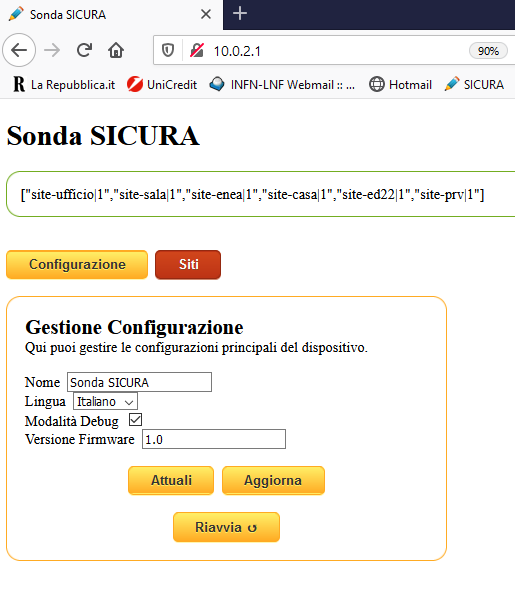 Sonda SICURA
10.0.2.1
90%
La Repubblica.it
UniCredit
INFN-LNF Webmail :: ...
Hotmail
SICURA
Sonda SICURA
["site-ufficio|1","site-sala|1","site-enea|1","site-casa|1","site-ed22|1","site-prv|1"]
Configurazione
Siti
Gestione Configurazione
Qui puoi gestire le configurazioni principali del dispositivo.
Nome Sonda SICURA
Lingua Italiano
Modalità Debug
Versione Firmware 1.0
Attuali
Aggiorna
Riavvia ↺